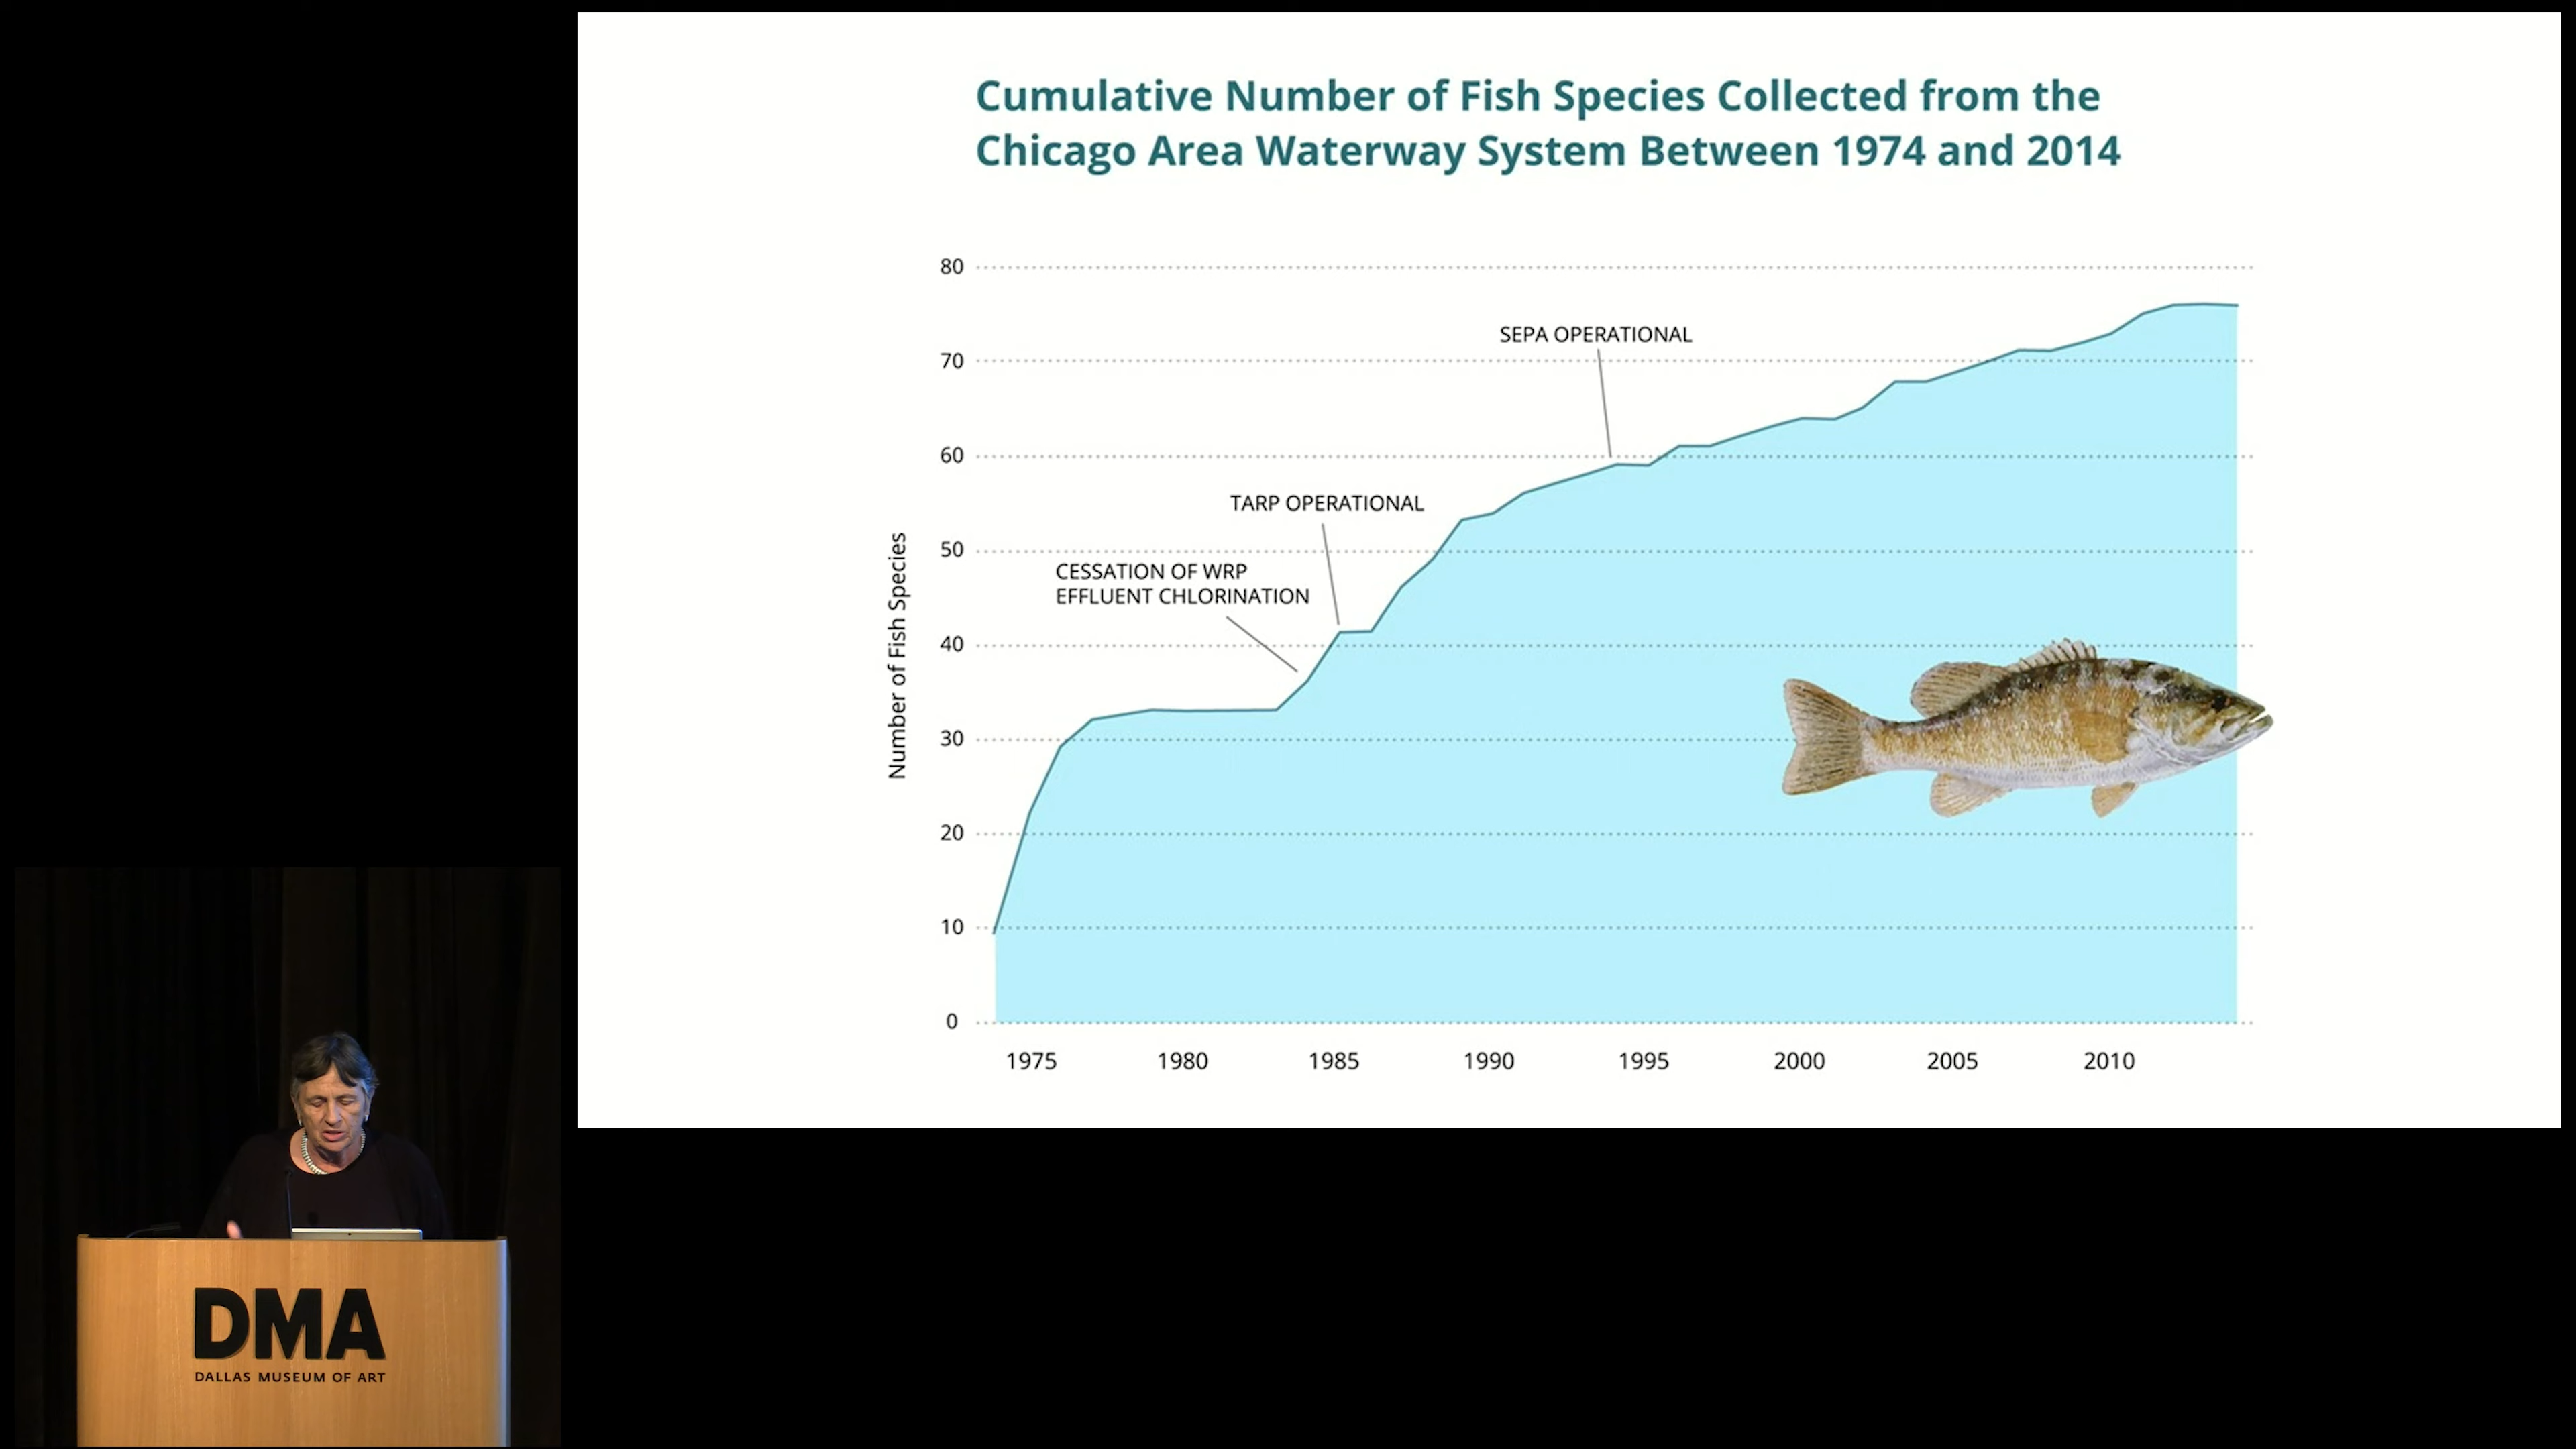 Cumulative Number of Fish Species Collected from the
Chicago Area Waterway System Between 1974 and 2014
80
70
60
50
40
30
20
10
0
Number of Fish Species
SEPA OPERATIONAL
TARP OPERATIONAL
CESSATION OF WRP
EFFLUENT CHLORINATION
1975 1980 1985 1990 1995 2000 2005 2010
DMA
DALLAS MUSEUM OF ART